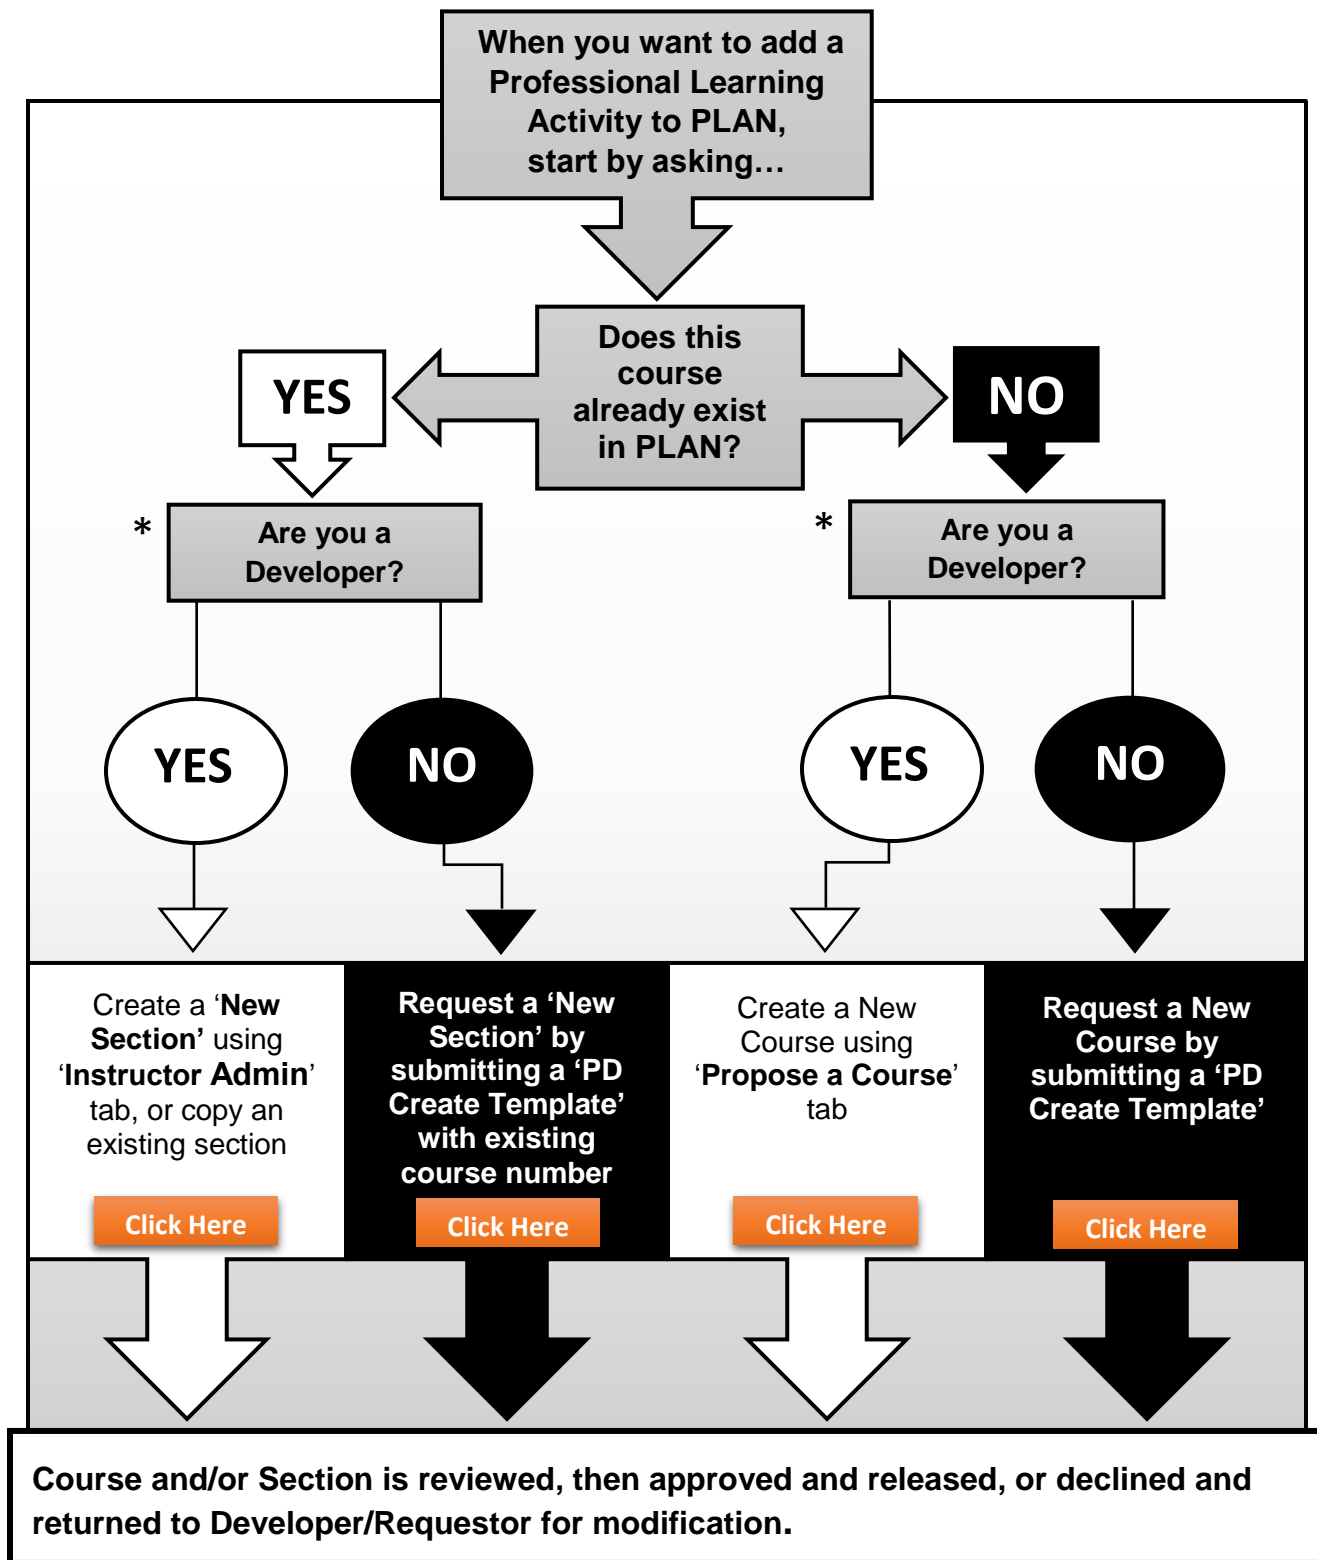 When you want to add a
Professional Learning
Activity to PLAN,
start by asking…
Does this
course
already exist
in PLAN?
YES
NO
*
Are you a
Developer?
*
Are you a
Developer?
YES
NO
YES
NO
Create a ‘New
Section’ using
‘Instructor Admin’
tab, or copy an
existing section
Click Here
Request a ‘New
Section’ by
submitting a ‘PD
Create Template’
with existing
course number
Click Here
Create a New
Course using
‘Propose a Course’
tab
Click Here
Request a New
Course by
submitting a ‘PD
Create Template’
Click Here
Course and/or Section is reviewed, then approved and released, or declined and
returned to Developer/Requestor for modification.